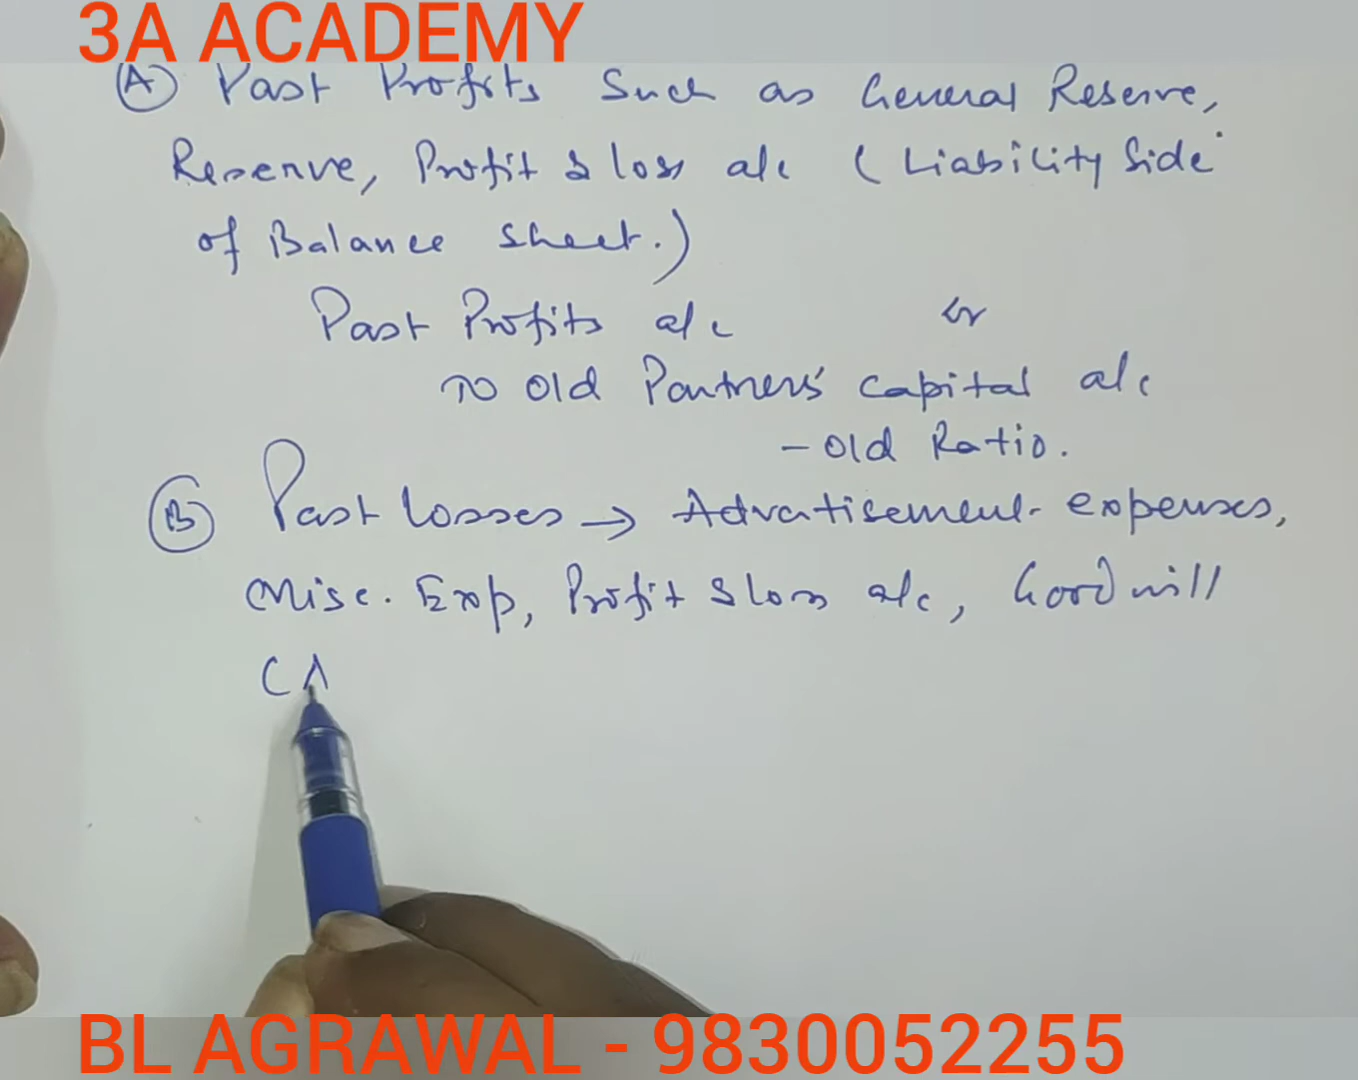 3A ACADEMY
(A) Past Profits Such as General Reserve,
Reserve, Profit & loss a/c (Liability Side
of Balance Sheet.)
Past Profits a/c Dr
To Old Partners' Capital a/c
- Old Ratio.
(B) Past losses → Advertisement expenses,
Misc. Exp, Profit & loss a/c, Goodwill
(A
BL AGRAWAL - 9830052255